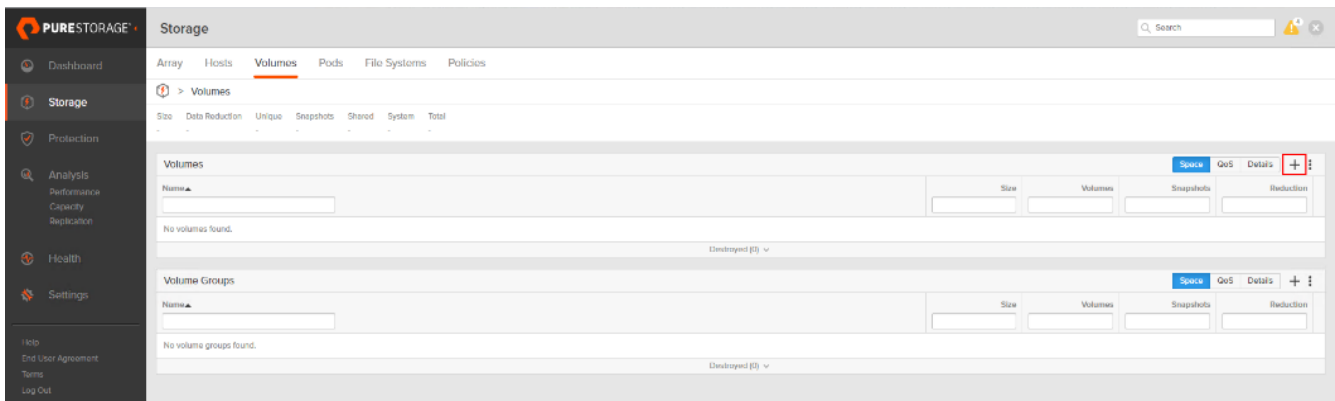 PURESTORAGE®
Storage
Search
4
Dashboard
Storage
Protection
Analysis
Performance
Capacity
Replication
Health
Settings
Help
End User Agreement
Terms
Log Out
Array Hosts Volumes Pods File Systems Policies
> Volumes
Size Data Reduction Unique Snapshots Shared System Total
- - - - - - -
Volumes Space QoS Details
Name▲ Size Volumes Snapshots Reduction
No volumes found.
Destroyed (0)
Volume Groups Space QoS Details
Name▲ Size Volumes Snapshots Reduction
No volume groups found.
Destroyed (0)